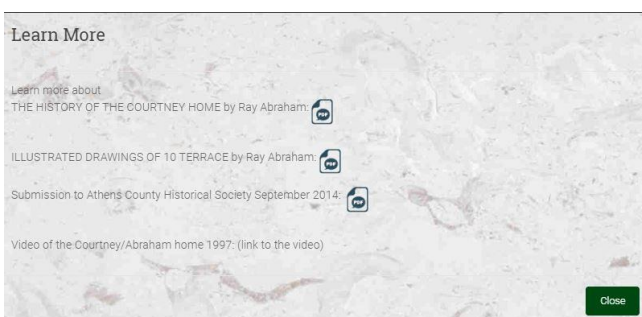 Learn More
Learn more about
THE HISTORY OF THE COURTNEY HOME by Ray Abraham: PDF
ILLUSTRATED DRAWINGS OF 10 TERRACE by Ray Abraham: PDF
Submission to Athens County Historical Society September 2014: PDF
Video of the Courtney/Abraham home 1997: (link to the video)
Close